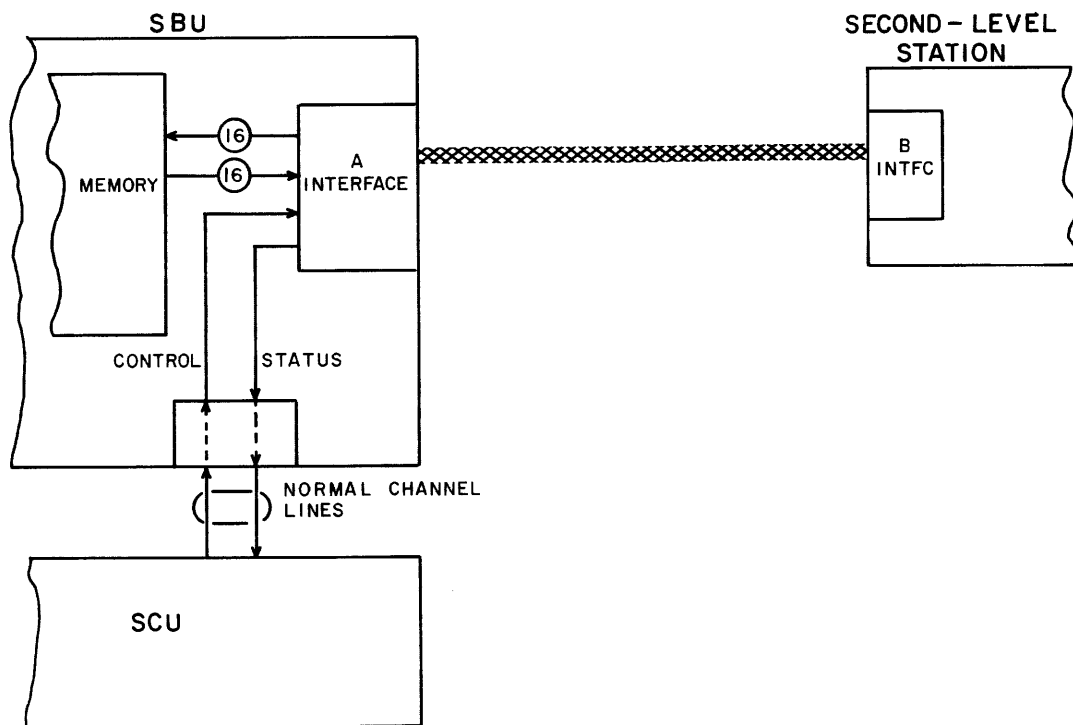 SBU
SECOND-LEVEL
STATION
16
16
MEMORY
A
INTERFACE
B
INTFC
CONTROL
STATUS
NORMAL CHANNEL
LINES
SCU